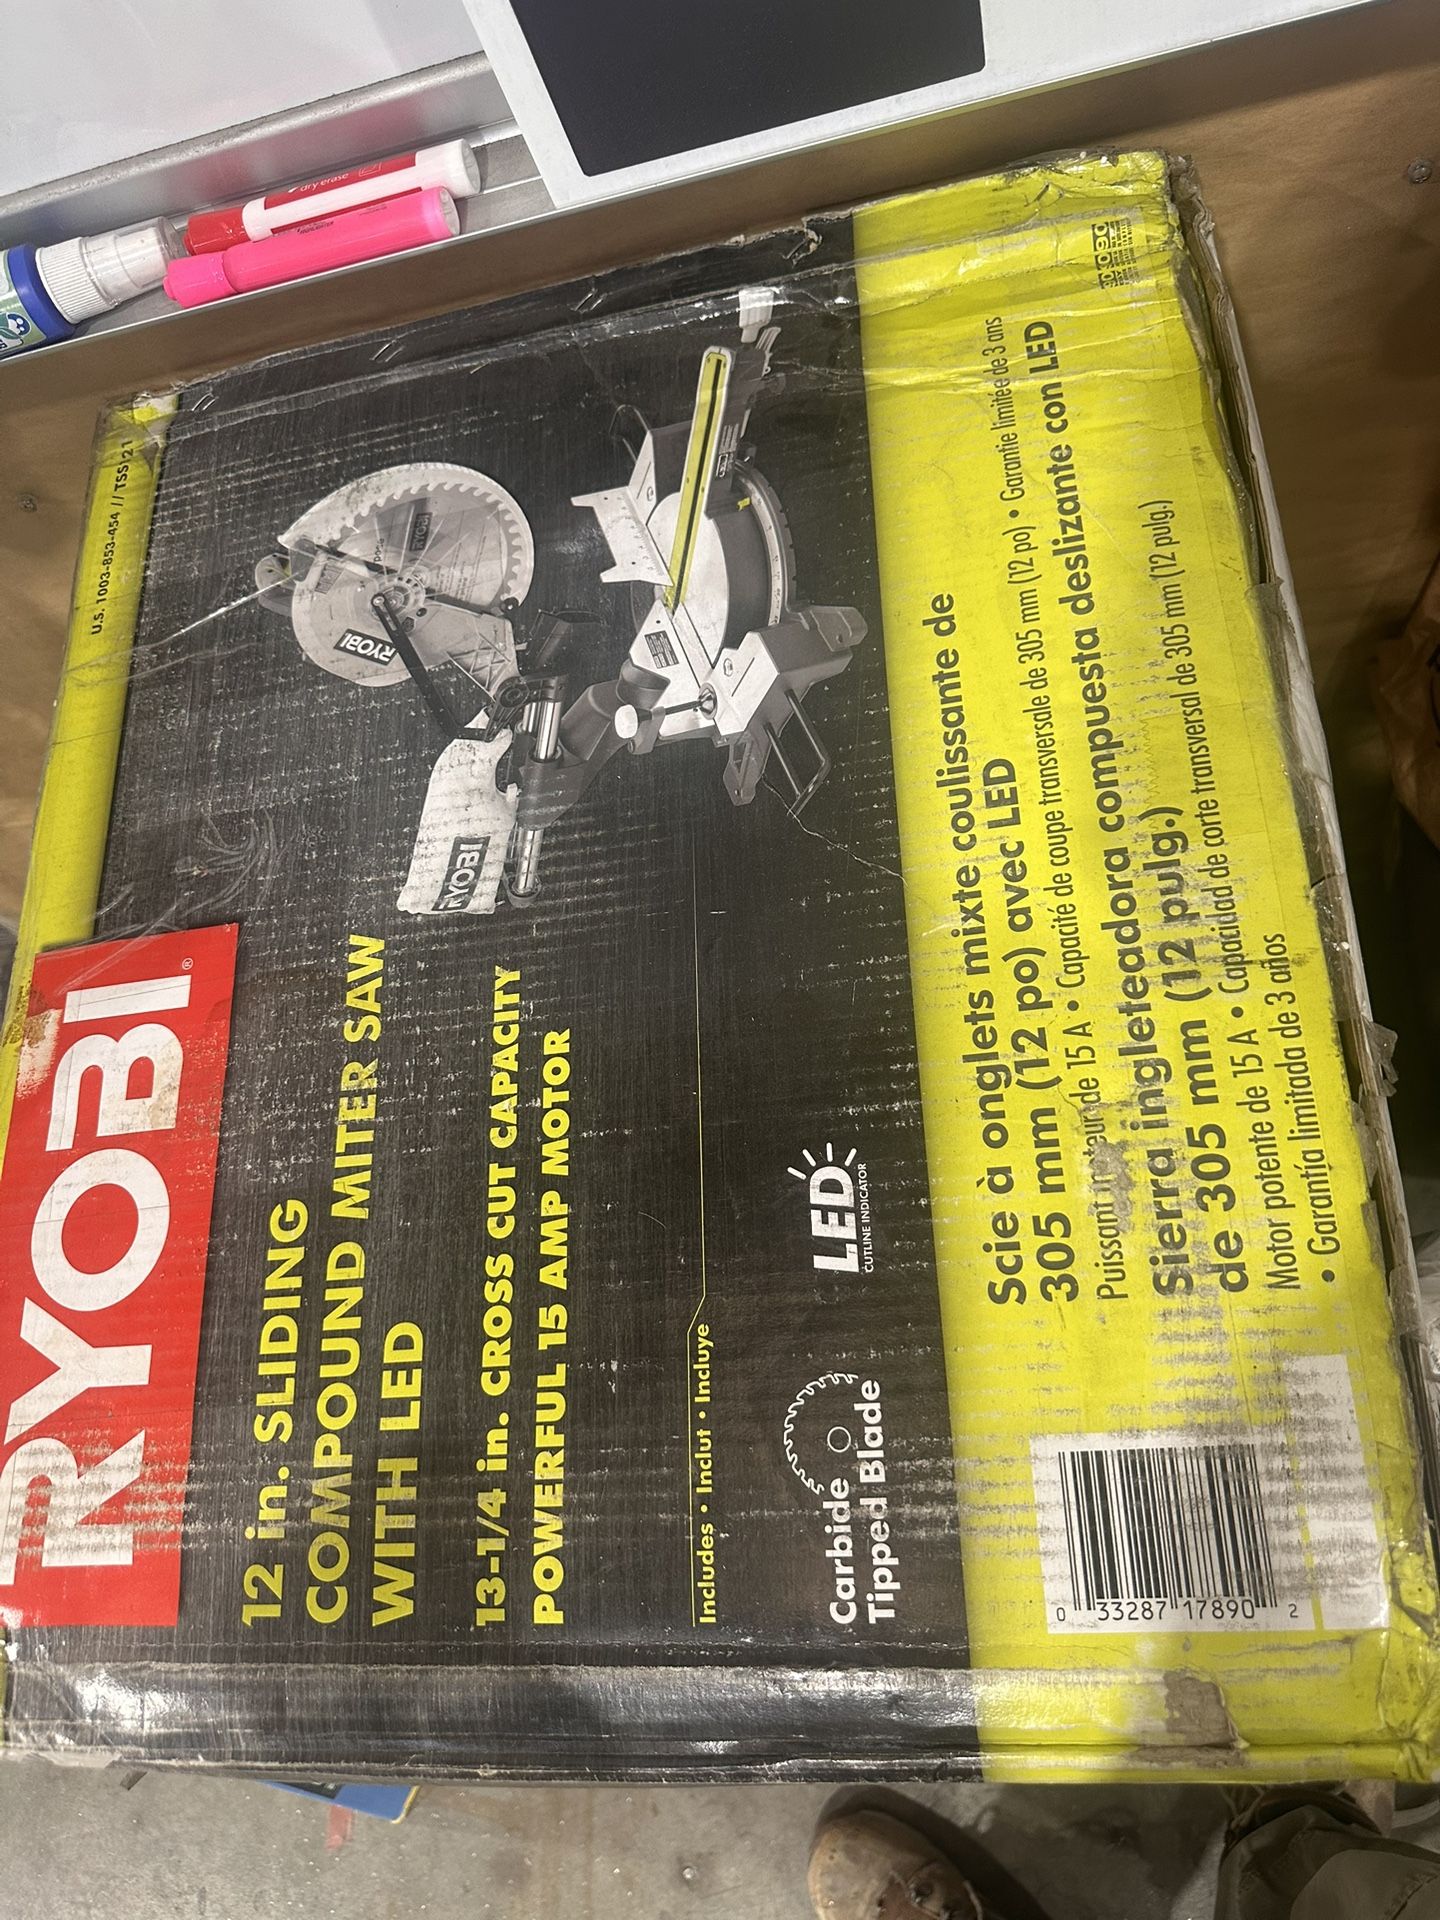 dry erase
HIGHLIGHTER
U.S. 1003-853-454 // TSS121
RYOBI®
12 in. SLIDING
COMPOUND MITER SAW
WITH LED
13-1/4 in. CROSS CUT CAPACITY
POWERFUL 15 AMP MOTOR
RYOBI
RYOBI
RYOBI
Includes • Inclut • Incluye
Carbide
Tipped Blade
LED
CUTLINE INDICATOR
Scie à onglets mixte coulissante de
305 mm (12 po) avec LED
Puissant moteur de 15 A • Capacité de coupe transversale de 305 mm (12 po) • Garantie limitée de 3 ans
Sierra ingleteadora compuesta deslizante con LED
de 305 mm (12 pulg.)
Motor potente de 15 A • Capacidad de corte transversal de 305 mm (12 pulg.)
• Garantía limitada de 3 años
0 33287 17890 2